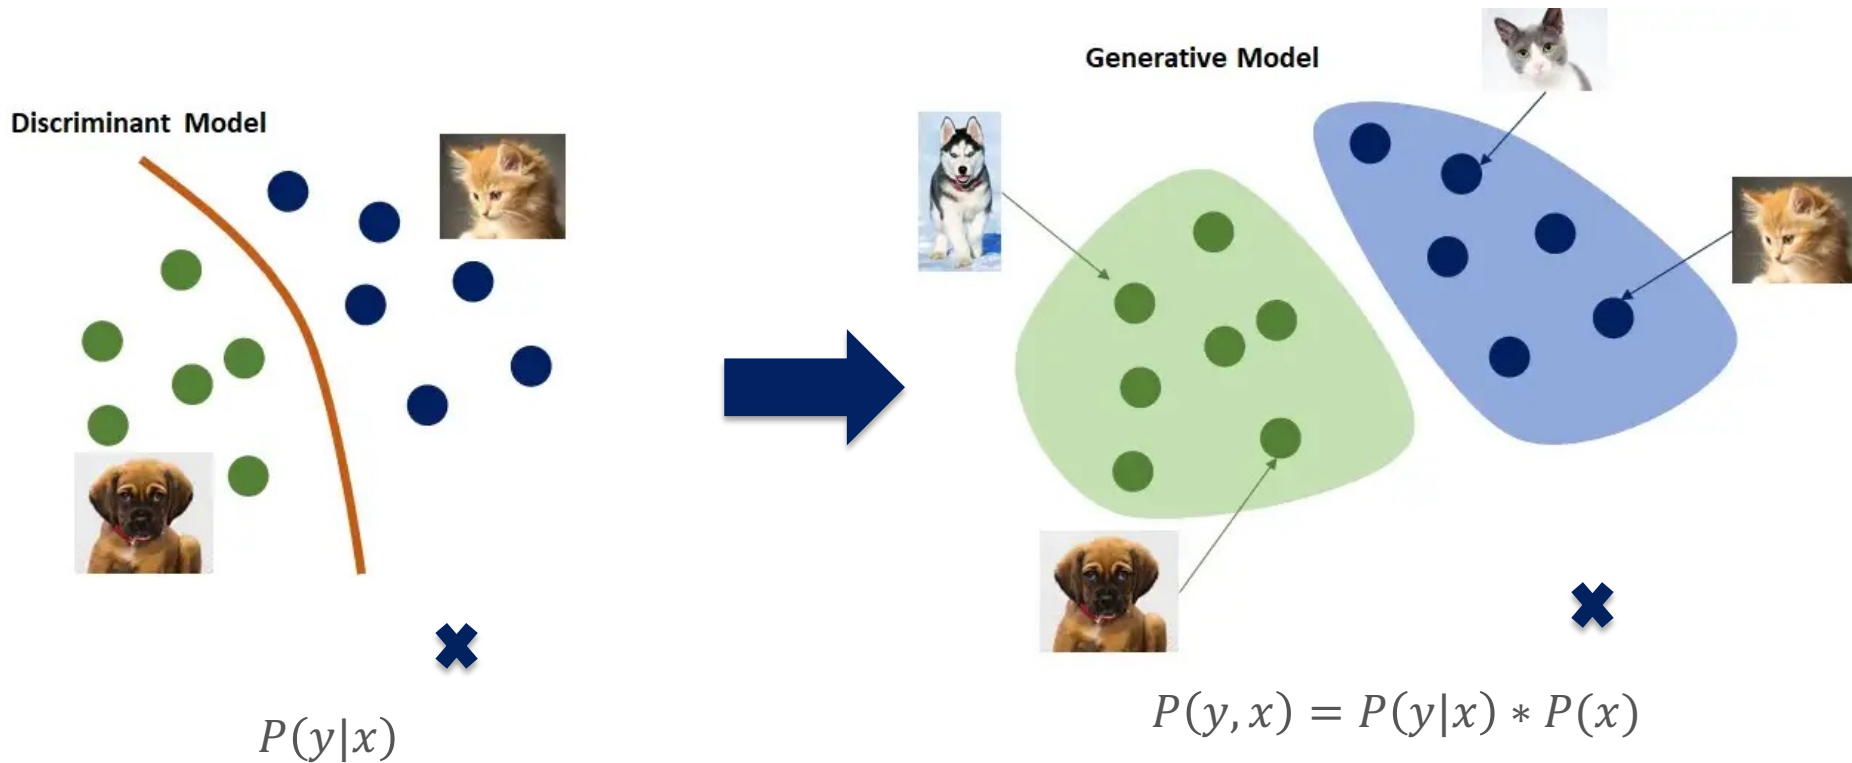 Discriminant Model
P(y|x)
Generative Model
P(y, x) = P(y|x) * P(x)